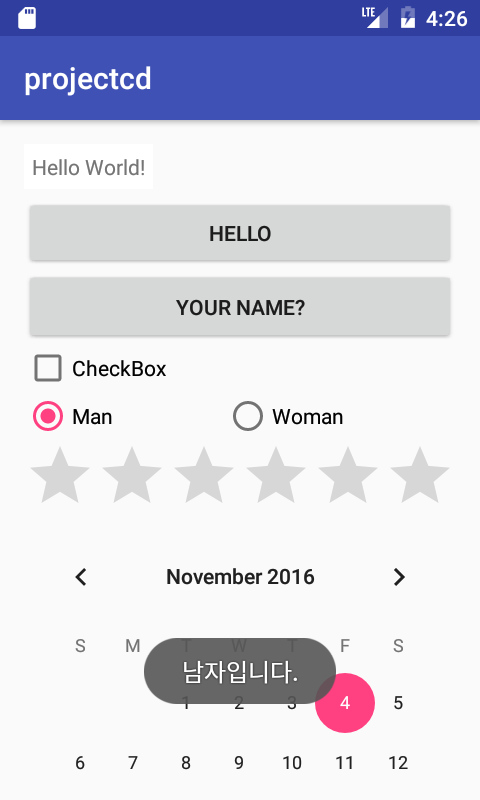 LTE 4:26
projectcd
Hello World!
HELLO
YOUR NAME?
CheckBox
Man Woman
November 2016
S M T W T F S
남자입니다.
1 2 3 4 5
6 7 8 9 10 11 12